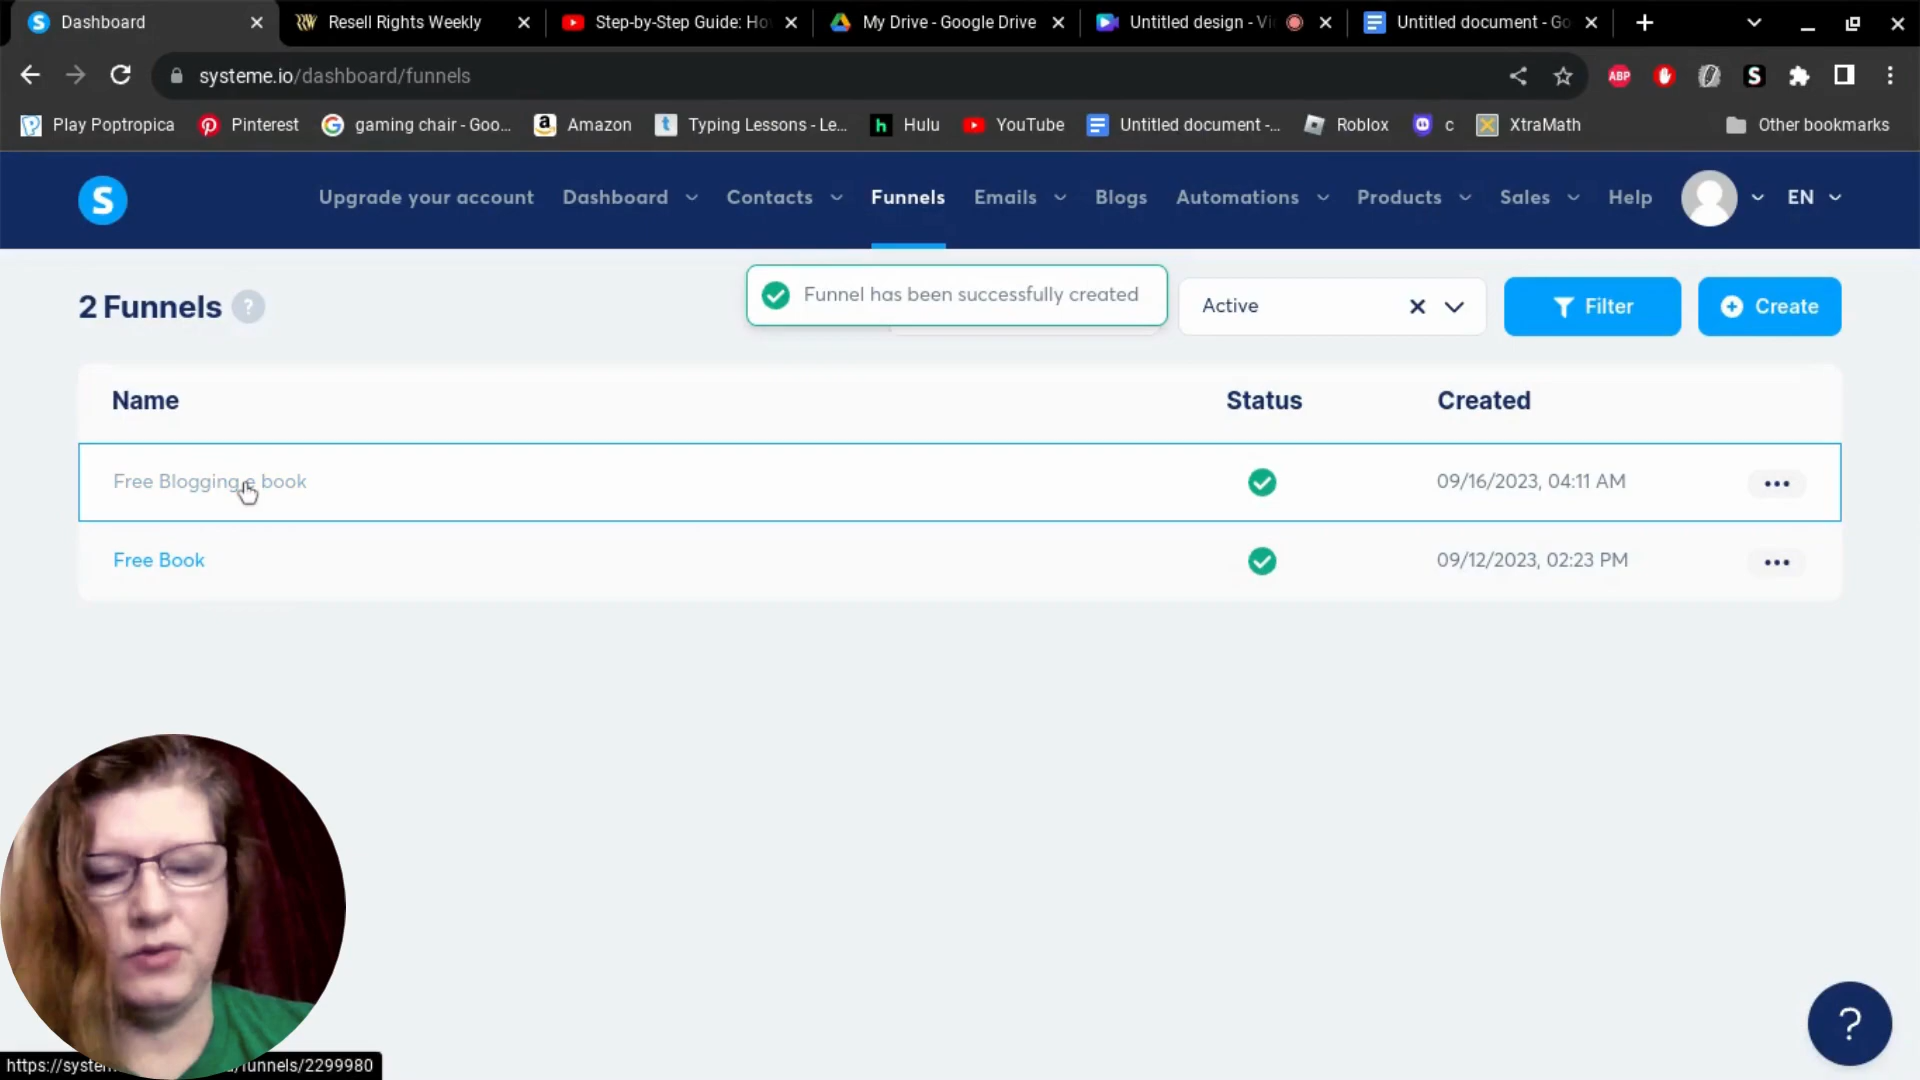 Dashboard
Resell Rights Weekly
Step-by-Step Guide: Ho
My Drive - Google Drive
Untitled design - Vi
Untitled document - Go
systeme.io/dashboard/funnels
ABP
S
Play Poptropica
Pinterest
gaming chair - Goo...
Amazon
Typing Lessons - Le...
Hulu
YouTube
Untitled document -...
Roblox
c
XtraMath
Other bookmarks
S
Upgrade your account
Dashboard
Contacts
Funnels
Emails
Blogs
Automations
Products
Sales
Help
EN
2 Funnels ?
Funnel has been successfully created
Active
Filter
Create
Name Status Created
Free Blogging e book 09/16/2023, 04:11 AM
Free Book 09/12/2023, 02:23 PM
?
https://system
/funnels/2299980